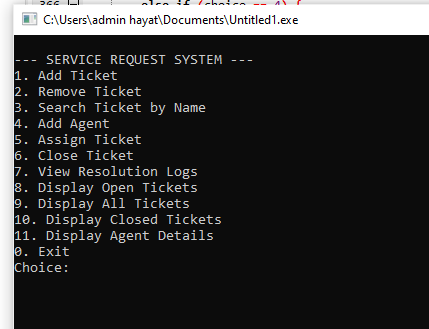 366 else if (choice == 4) {
C:\Users\admin hayat\Documents\Untitled1.exe
--- SERVICE REQUEST SYSTEM ---
1. Add Ticket
2. Remove Ticket
3. Search Ticket by Name
4. Add Agent
5. Assign Ticket
6. Close Ticket
7. View Resolution Logs
8. Display Open Tickets
9. Display All Tickets
10. Display Closed Tickets
11. Display Agent Details
0. Exit
Choice: